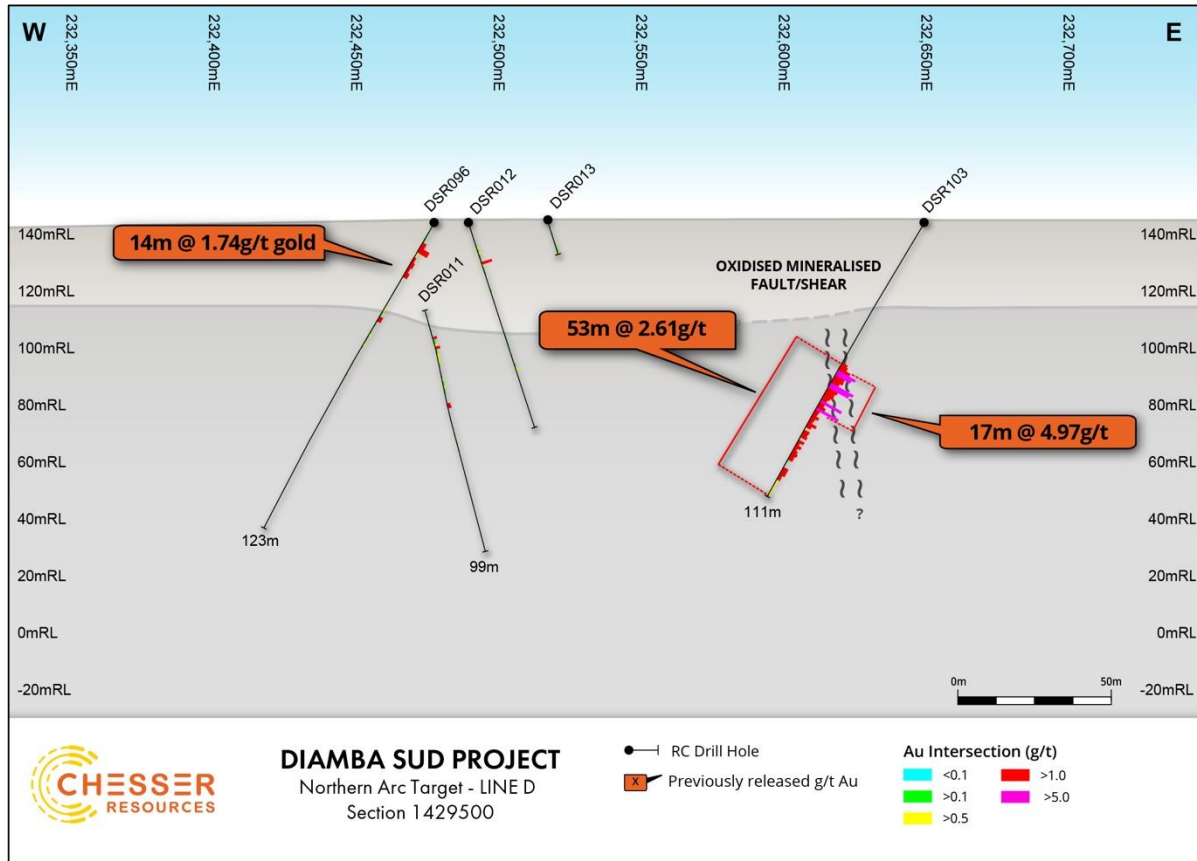 W
E
232,350mE
232,400mE
232,450mE
232,500mE
232,550mE
232,600mE
232,650mE
232,700mE
DSR096
DSR012
DSR013
DSR103
140mRL
140mRL
14m @ 1.74g/t gold
DSR011
OXIDISED MINERALISED
FAULT/SHEAR
120mRL
120mRL
53m @ 2.61g/t
100mRL
100mRL
80mRL
80mRL
17m @ 4.97g/t
60mRL
60mRL
111m
?
40mRL
40mRL
123m
99m
20mRL
20mRL
0mRL
0mRL
-20mRL
-20mRL
0m
50m
CHESSER
RESOURCES
DIAMBA SUD PROJECT
Northern Arc Target - LINE D
Section 1429500
RC Drill Hole
X
Previously released g/t Au
Au Intersection (g/t)
<0.1
>1.0
>0.1
>5.0
>0.5